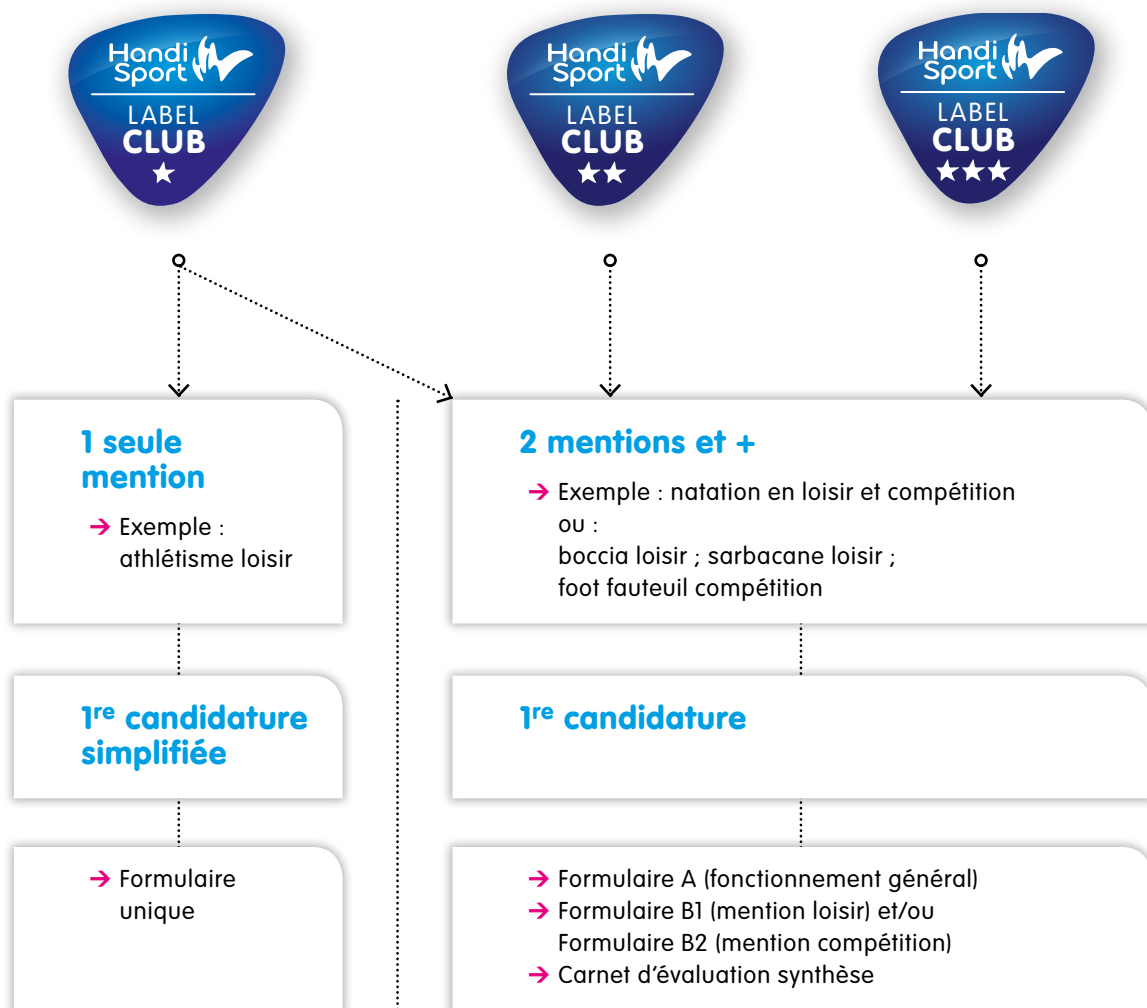 Handi
Sport
LABEL
CLUB
Handi
Sport
LABEL
CLUB
Handi
Sport
LABEL
CLUB
1 seule
mention
→ Exemple :
athlétisme loisir
2 mentions et +
→ Exemple : natation en loisir et compétition
ou :
boccia loisir ; sarbacane loisir ;
foot fauteuil compétition
1re candidature
simplifiée
1re candidature
→ Formulaire
unique
→ Formulaire A (fonctionnement général)
→ Formulaire B1 (mention loisir) et/ou
Formulaire B2 (mention compétition)
→ Carnet d’évaluation synthèse